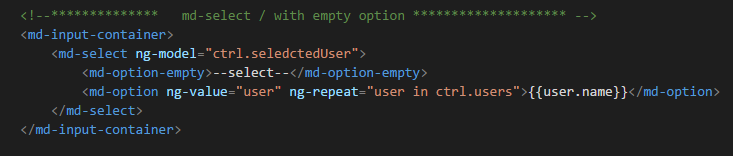 <!--**************   md-select / with empty option ******************** -->
<md-input-container>
    <md-select ng-model="ctrl.seledctedUser">
        <md-option-empty>--select--</md-option-empty>
        <md-option ng-value="user" ng-repeat="user in ctrl.users">{{user.name}}</md-option>
    </md-select>
</md-input-container>